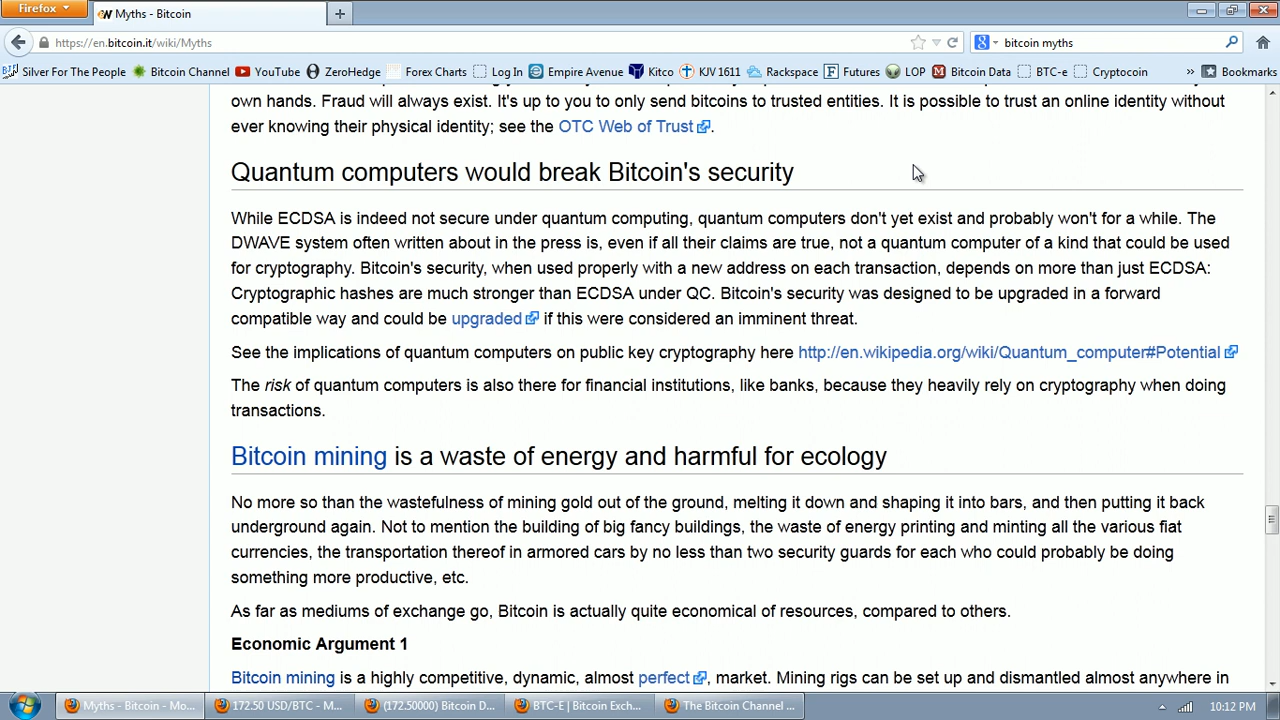 Firefox
Myths - Bitcoin
https://en.bitcoin.it/wiki/Myths
bitcoin myths
Silver For The People
Bitcoin Channel
YouTube
ZeroHedge
Forex Charts
Log In
Empire Avenue
Kitco
KJV 1611
Rackspace
Futures
LOP
Bitcoin Data
BTC-e
Cryptocoin
»
Bookmarks
own hands. Fraud will always exist. It's up to you to only send bitcoins to trusted entities. It is possible to trust an online identity without
ever knowing their physical identity; see the OTC Web of Trust.
Quantum computers would break Bitcoin's security
While ECDSA is indeed not secure under quantum computing, quantum computers don't yet exist and probably won't for a while. The
DWAVE system often written about in the press is, even if all their claims are true, not a quantum computer of a kind that could be used
for cryptography. Bitcoin's security, when used properly with a new address on each transaction, depends on more than just ECDSA:
Cryptographic hashes are much stronger than ECDSA under QC. Bitcoin's security was designed to be upgraded in a forward
compatible way and could be upgraded if this were considered an imminent threat.
See the implications of quantum computers on public key cryptography here http://en.wikipedia.org/wiki/Quantum_computer#Potential
The risk of quantum computers is also there for financial institutions, like banks, because they heavily rely on cryptography when doing
transactions.
Bitcoin mining is a waste of energy and harmful for ecology
No more so than the wastefulness of mining gold out of the ground, melting it down and shaping it into bars, and then putting it back
underground again. Not to mention the building of big fancy buildings, the waste of energy printing and minting all the various fiat
currencies, the transportation thereof in armored cars by no less than two security guards for each who could probably be doing
something more productive, etc.
As far as mediums of exchange go, Bitcoin is actually quite economical of resources, compared to others.
Economic Argument 1
Bitcoin mining is a highly competitive, dynamic, almost perfect, market. Mining rigs can be set up and dismantled almost anywhere in
Myths - Bitcoin - Mo...
172.50 USD/BTC - M...
(172.50000) Bitcoin D...
BTC-E | Bitcoin Exch...
The Bitcoin Channel ...
10:12 PM